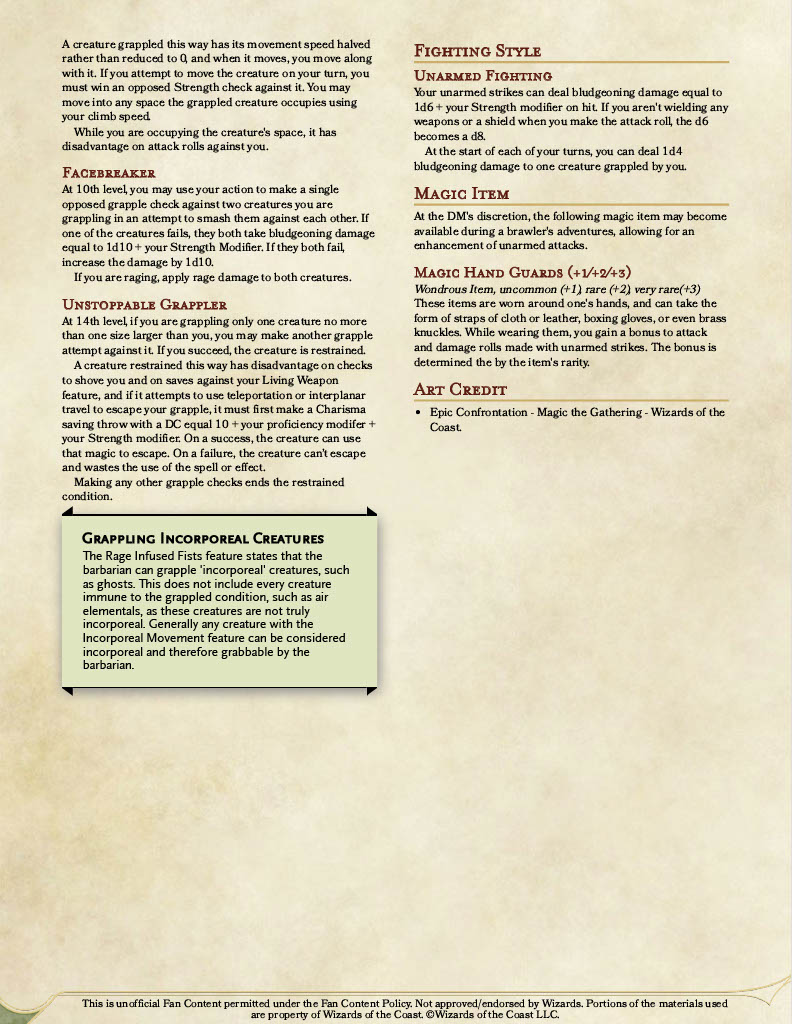 A creature grappled this way has its movement speed halved
rather than reduced to 0, and when it moves, you move along
with it. If you attempt to move the creature on your turn, you
must win an opposed Strength check against it. You may
move into any space the grappled creature occupies using
your climb speed.
While you are occupying the creature's space, it has
disadvantage on attack rolls against you.
Facebreaker
At 10th level, you may use your action to make a single
opposed grapple check against two creatures you are
grappling in an attempt to smash them against each other. If
one of the creatures fails, they both take bludgeoning damage
equal to 1d10 + your Strength Modifier. If they both fail,
increase the damage by 1d10.
If you are raging, apply rage damage to both creatures.
Unstoppable Grappler
At 14th level, if you are grappling only one creature no more
than one size larger than you, you may make another grapple
attempt against it. If you succeed, the creature is restrained.
A creature restrained this way has disadvantage on checks
to shove you and on saves against your Living Weapon
feature, and if it attempts to use teleportation or interplanar
travel to escape your grapple, it must first make a Charisma
saving throw with a DC equal 10 + your proficiency modifer +
your Strength modifier. On a success, the creature can use
that magic to escape. On a failure, the creature can't escape
and wastes the use of the spell or effect.
Making any other grapple checks ends the restrained
condition.
Grappling Incorporeal Creatures
The Rage Infused Fists feature states that the
barbarian can grapple 'incorporeal' creatures, such
as ghosts. This does not include every creature
immune to the grappled condition, such as air
elementals, as these creatures are not truly
incorporeal. Generally any creature with the
Incorporeal Movement feature can be considered
incorporeal and therefore grabbable by the
barbarian.
Fighting Style
Unarmed Fighting
Your unarmed strikes can deal bludgeoning damage equal to
1d6 + your Strength modifier on hit. If you aren't wielding any
weapons or a shield when you make the attack roll, the d6
becomes a d8.
At the start of each of your turns, you can deal 1d4
bludgeoning damage to one creature grappled by you.
Magic Item
At the DM's discretion, the following magic item may become
available during a brawler's adventures, allowing for an
enhancement of unarmed attacks.
Magic Hand Guards (+1/+2/+3)
Wondrous Item, uncommon (+1), rare (+2), very rare(+3)
These items are worn around one's hands, and can take the
form of straps of cloth or leather, boxing gloves, or even brass
knuckles. While wearing them, you gain a bonus to attack
and damage rolls made with unarmed strikes. The bonus is
determined the by the item's rarity.
Art Credit
• Epic Confrontation - Magic the Gathering - Wizards of the
Coast.
This is unofficial Fan Content permitted under the Fan Content Policy. Not approved/endorsed by Wizards. Portions of the materials used
are property of Wizards of the Coast. ©Wizards of the Coast LLC.